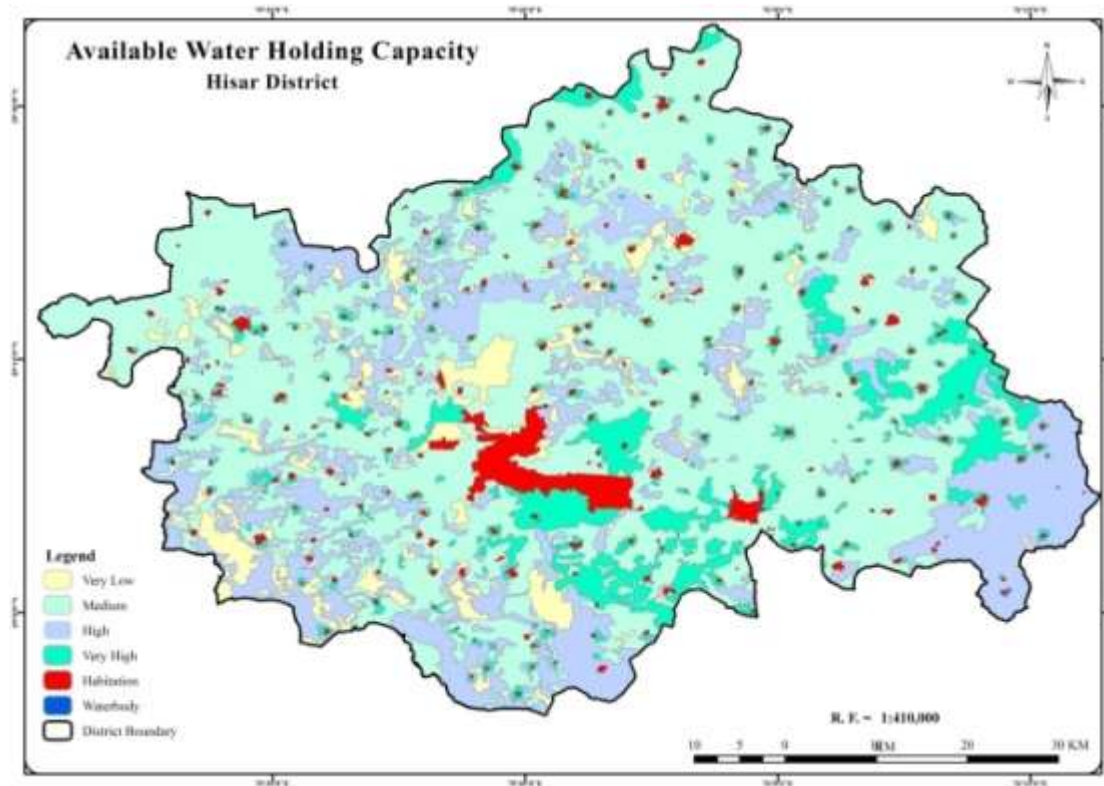 Available Water Holding Capacity
Hisar District
N
W E
S
Legend
Very Low
Medium
High
Very High
Habitation
Waterbody
District Boundary
R. F. = 1:410,000
10 5 0 20 30 KM